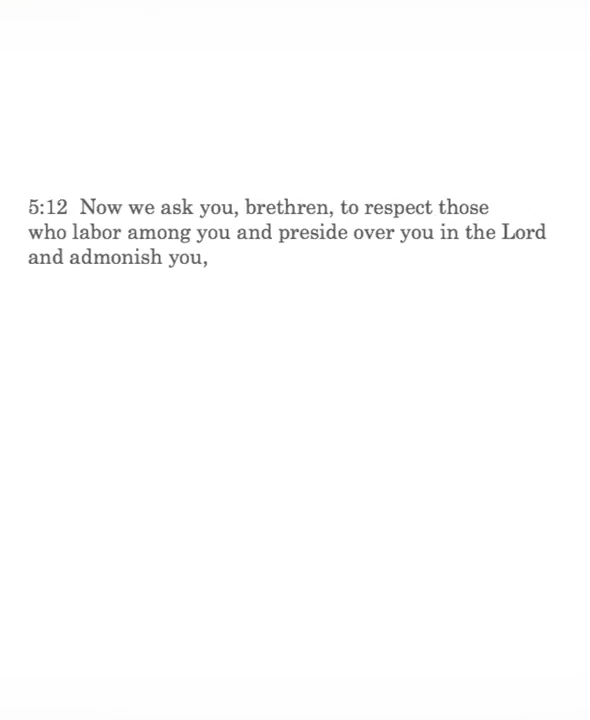 5:12 Now we ask you, brethren, to respect those
who labor among you and preside over you in the Lord
and admonish you,